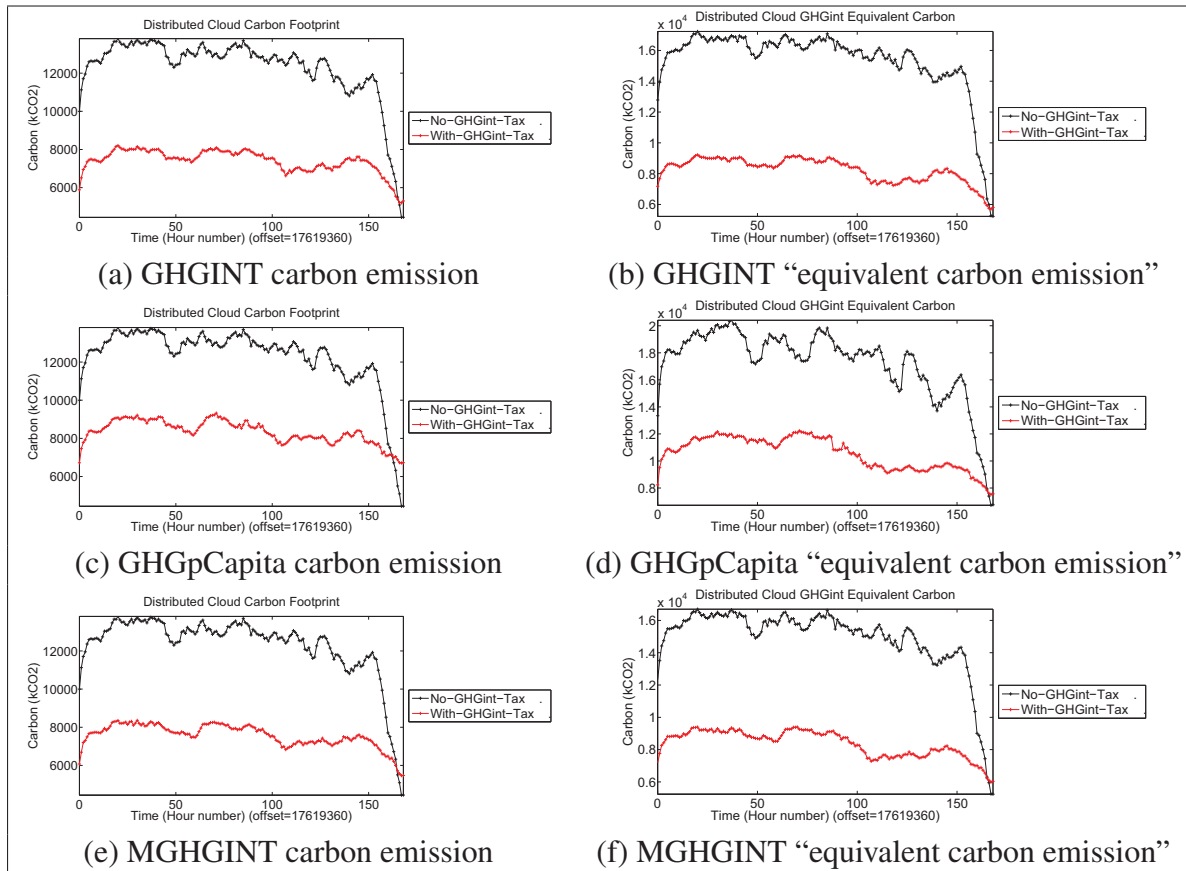 Distributed Cloud Carbon Footprint
12000
10000
8000
6000
Carbon (kCO2)
0 50 100 150
Time (Hour number) (offset=17619360)
No-GHGint-Tax .
With-GHGint-Tax .
(a) GHGINT carbon emission
Distributed Cloud GHGint Equivalent Carbon
x 10^4
1.6
1.4
1.2
1
0.8
0.6
Carbon (kCO2)
0 50 100 150
Time (Hour number) (offset=17619360)
No-GHGint-Tax .
With-GHGint-Tax .
(b) GHGINT “equivalent carbon emission”
Distributed Cloud Carbon Footprint
12000
10000
8000
6000
Carbon (kCO2)
0 50 100 150
Time (Hour number) (offset=17619360)
No-GHGint-Tax .
With-GHGint-Tax .
(c) GHGpCapita carbon emission
Distributed Cloud GHGint Equivalent Carbon
x 10^4
2
1.8
1.6
1.4
1.2
1
0.8
Carbon (kCO2)
0 50 100 150
Time (Hour number) (offset=17619360)
No-GHGint-Tax .
With-GHGint-Tax .
(d) GHGpCapita “equivalent carbon emission”
Distributed Cloud Carbon Footprint
12000
10000
8000
6000
Carbon (kCO2)
0 50 100 150
Time (Hour number) (offset=17619360)
No-GHGint-Tax .
With-GHGint-Tax .
(e) MGHGINT carbon emission
Distributed Cloud GHGint Equivalent Carbon
x 10^4
1.6
1.4
1.2
1
0.8
0.6
Carbon (kCO2)
0 50 100 150
Time (Hour number) (offset=17619360)
No-GHGint-Tax .
With-GHGint-Tax .
(f) MGHGINT “equivalent carbon emission”